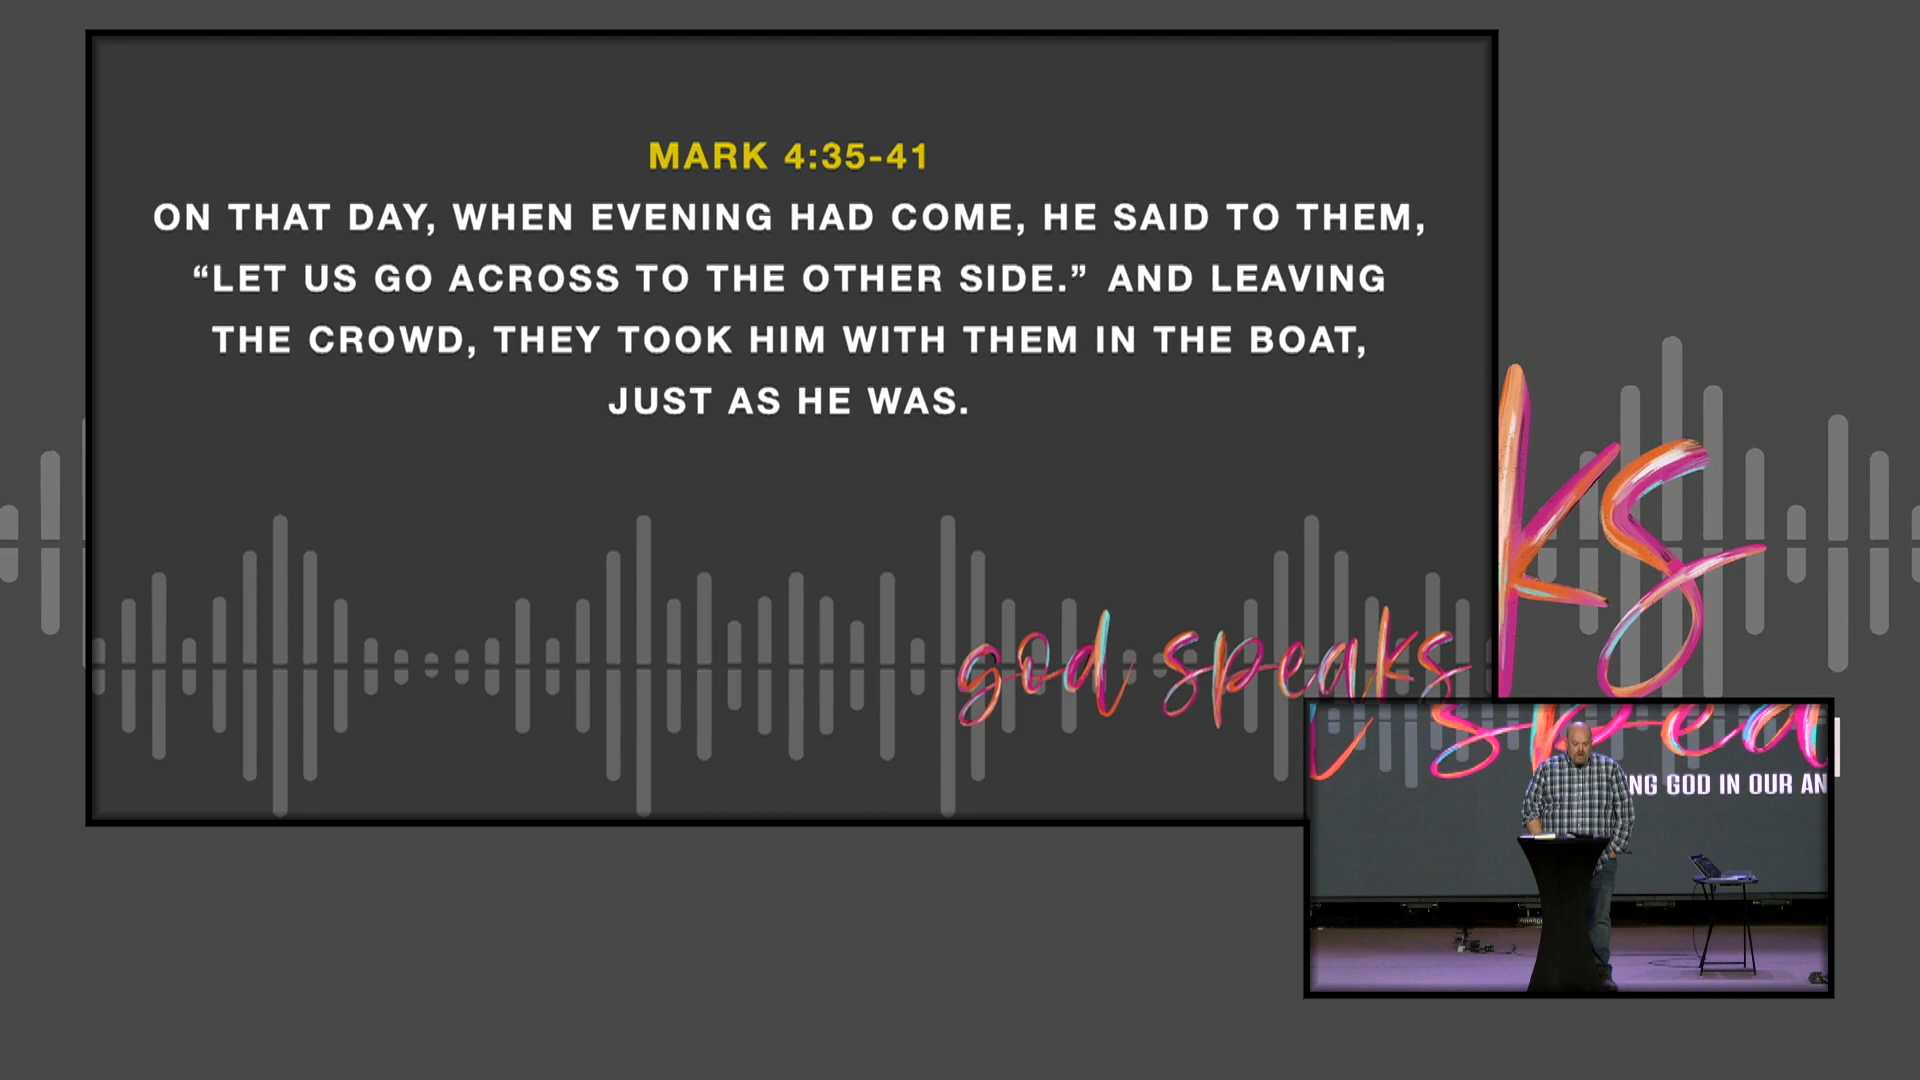 MARK 4:35-41
ON THAT DAY, WHEN EVENING HAD COME, HE SAID TO THEM,
“LET US GO ACROSS TO THE OTHER SIDE.” AND LEAVING
THE CROWD, THEY TOOK HIM WITH THEM IN THE BOAT,
JUST AS HE WAS.
ks
god speaks
spea
NG GOD IN OUR AN